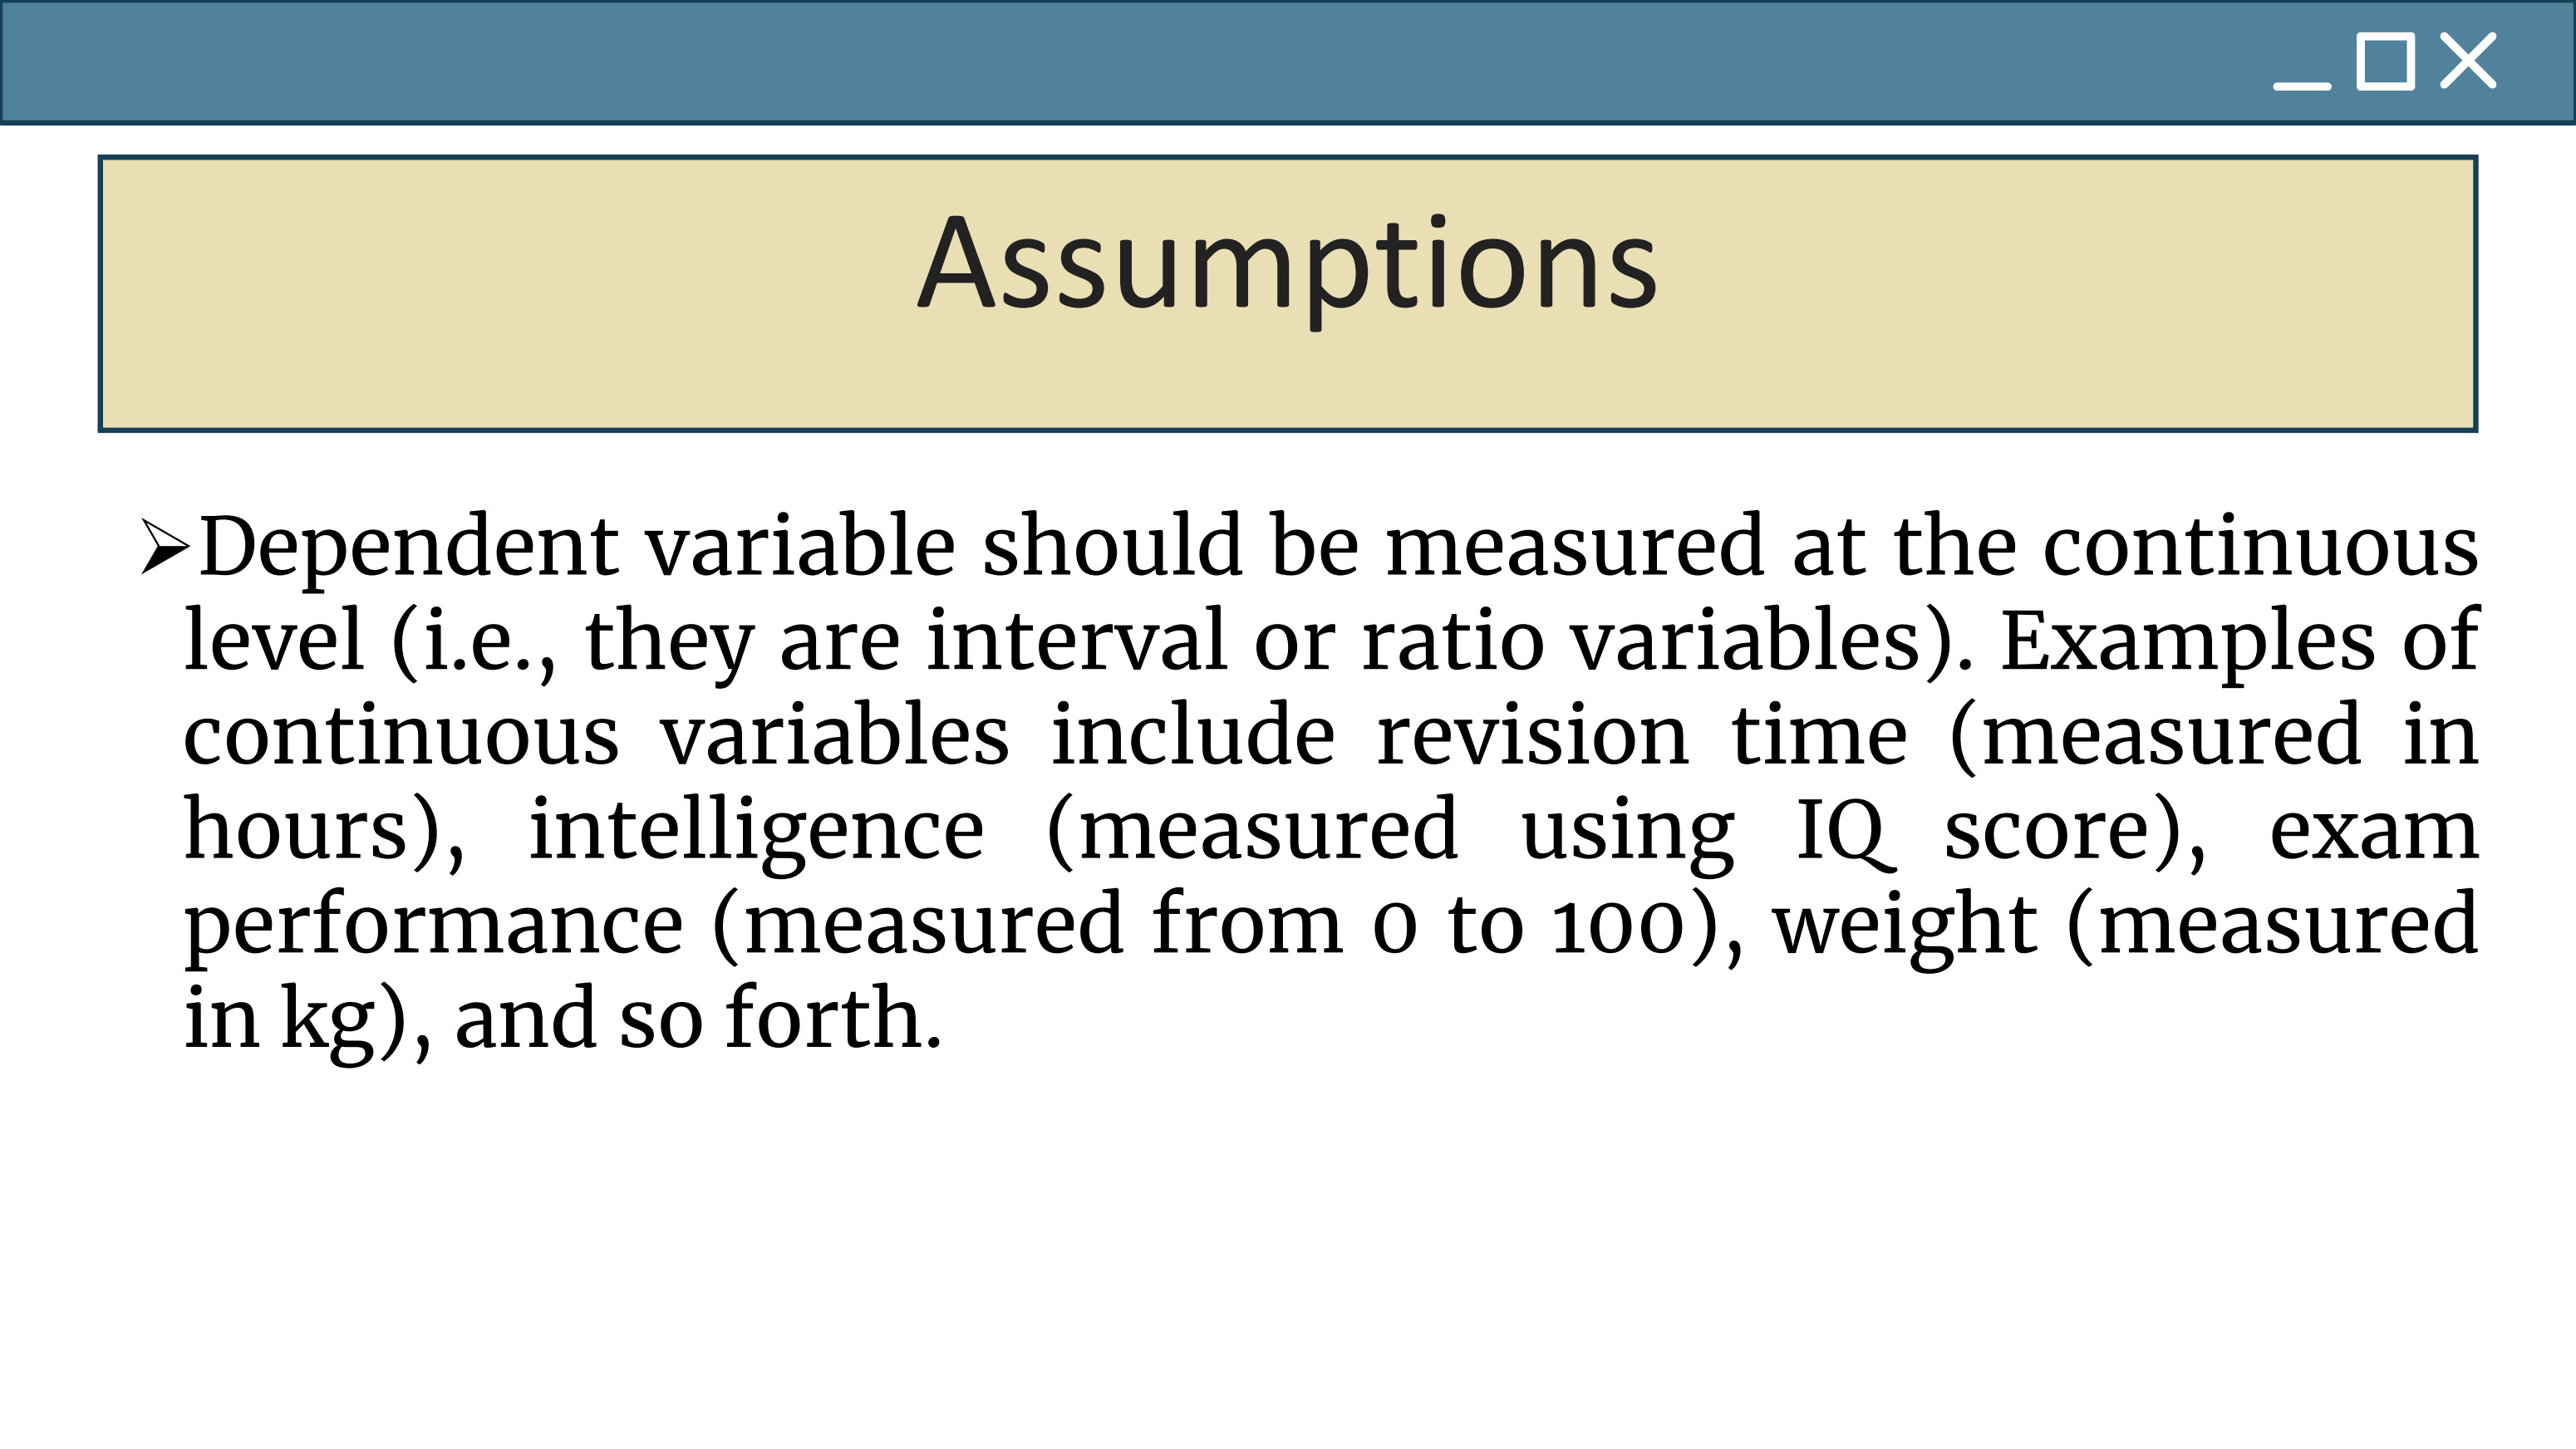 Assumptions
➢Dependent variable should be measured at the continuous
level (i.e., they are interval or ratio variables). Examples of
continuous variables include revision time (measured in
hours), intelligence (measured using IQ score), exam
performance (measured from 0 to 100), weight (measured
in kg), and so forth.